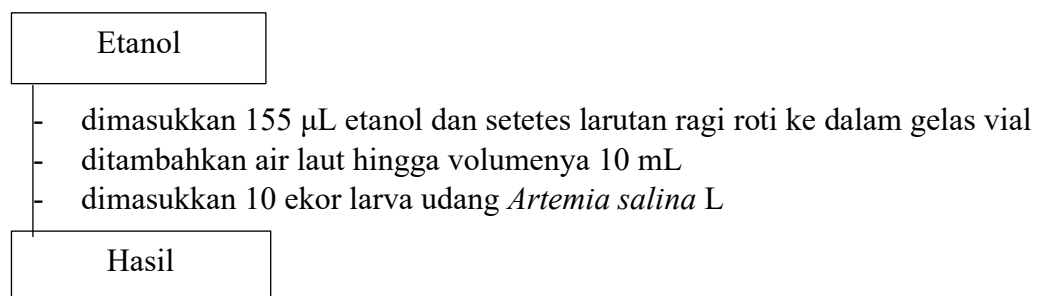 Etanol
- dimasukkan 155 μL etanol dan setetes larutan ragi roti ke dalam gelas vial
- ditambahkan air laut hingga volumenya 10 mL
- dimasukkan 10 ekor larva udang Artemia salina L
Hasil